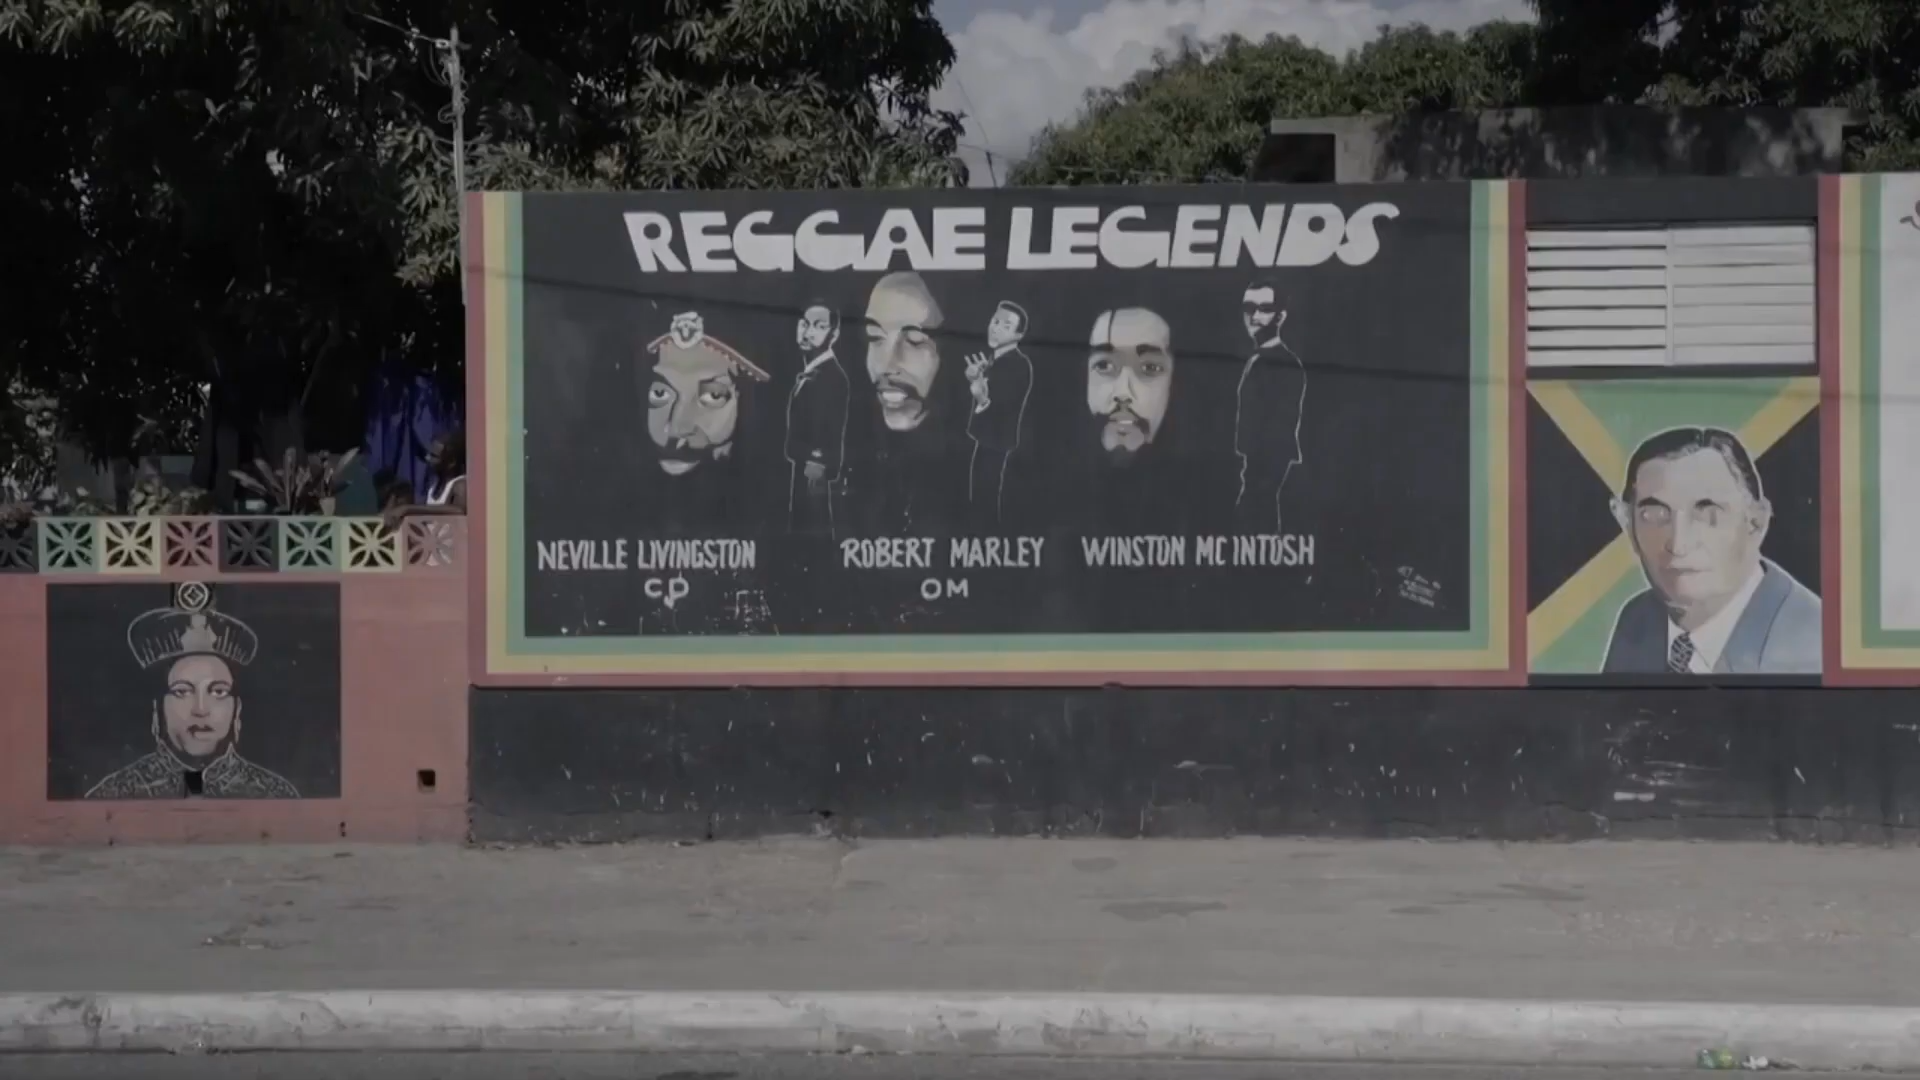 REGGAE LEGENDS
NEVILLE LIVINGSTON
CD
ROBERT MARLEY
OM
WINSTON MC INTOSH